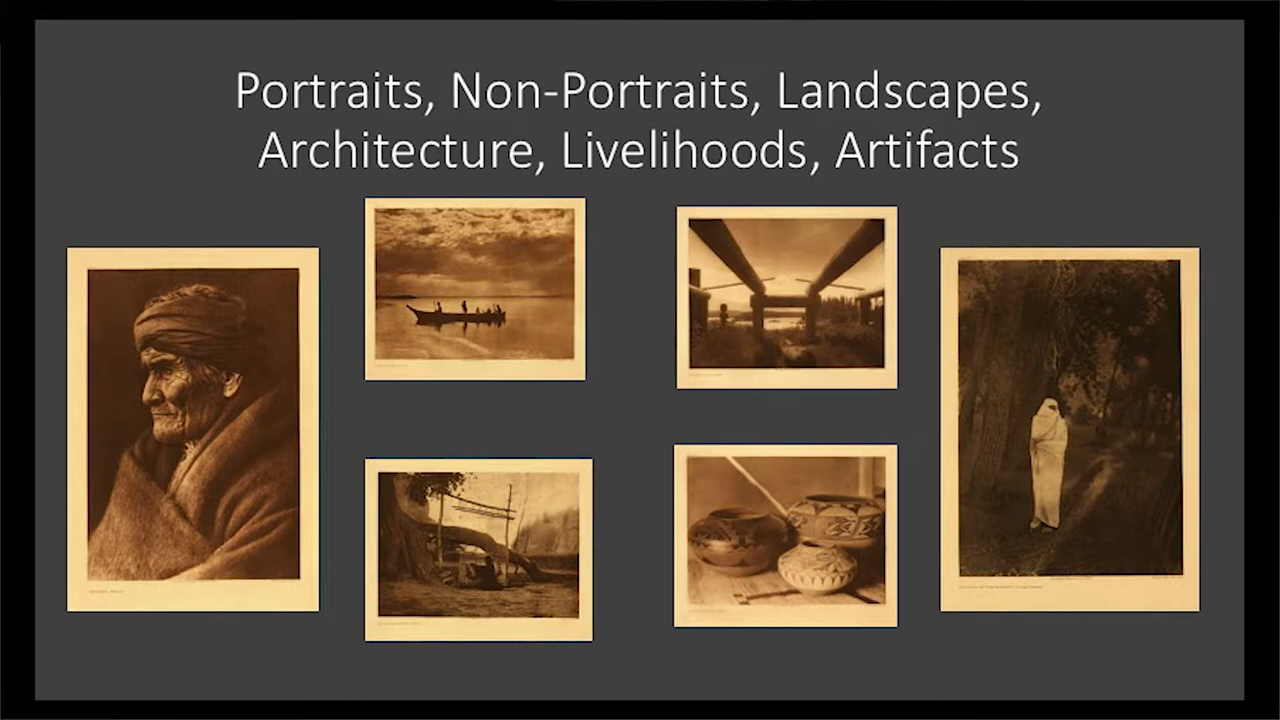 Portraits, Non-Portraits, Landscapes,
Architecture, Livelihoods, Artifacts